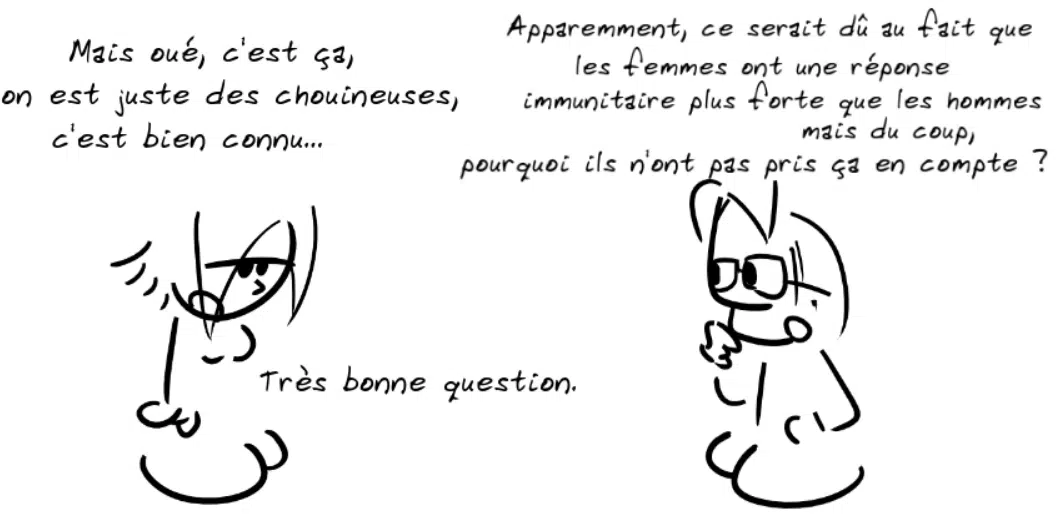 Mais oué, c'est ça,
on est juste des chouineuses,
c'est bien connu...
Apparemment, ce serait dû au fait que
les femmes ont une réponse
immunitaire plus forte que les hommes
mais du coup,
pourquoi ils n'ont pas pris ça en compte ?
Très bonne question.